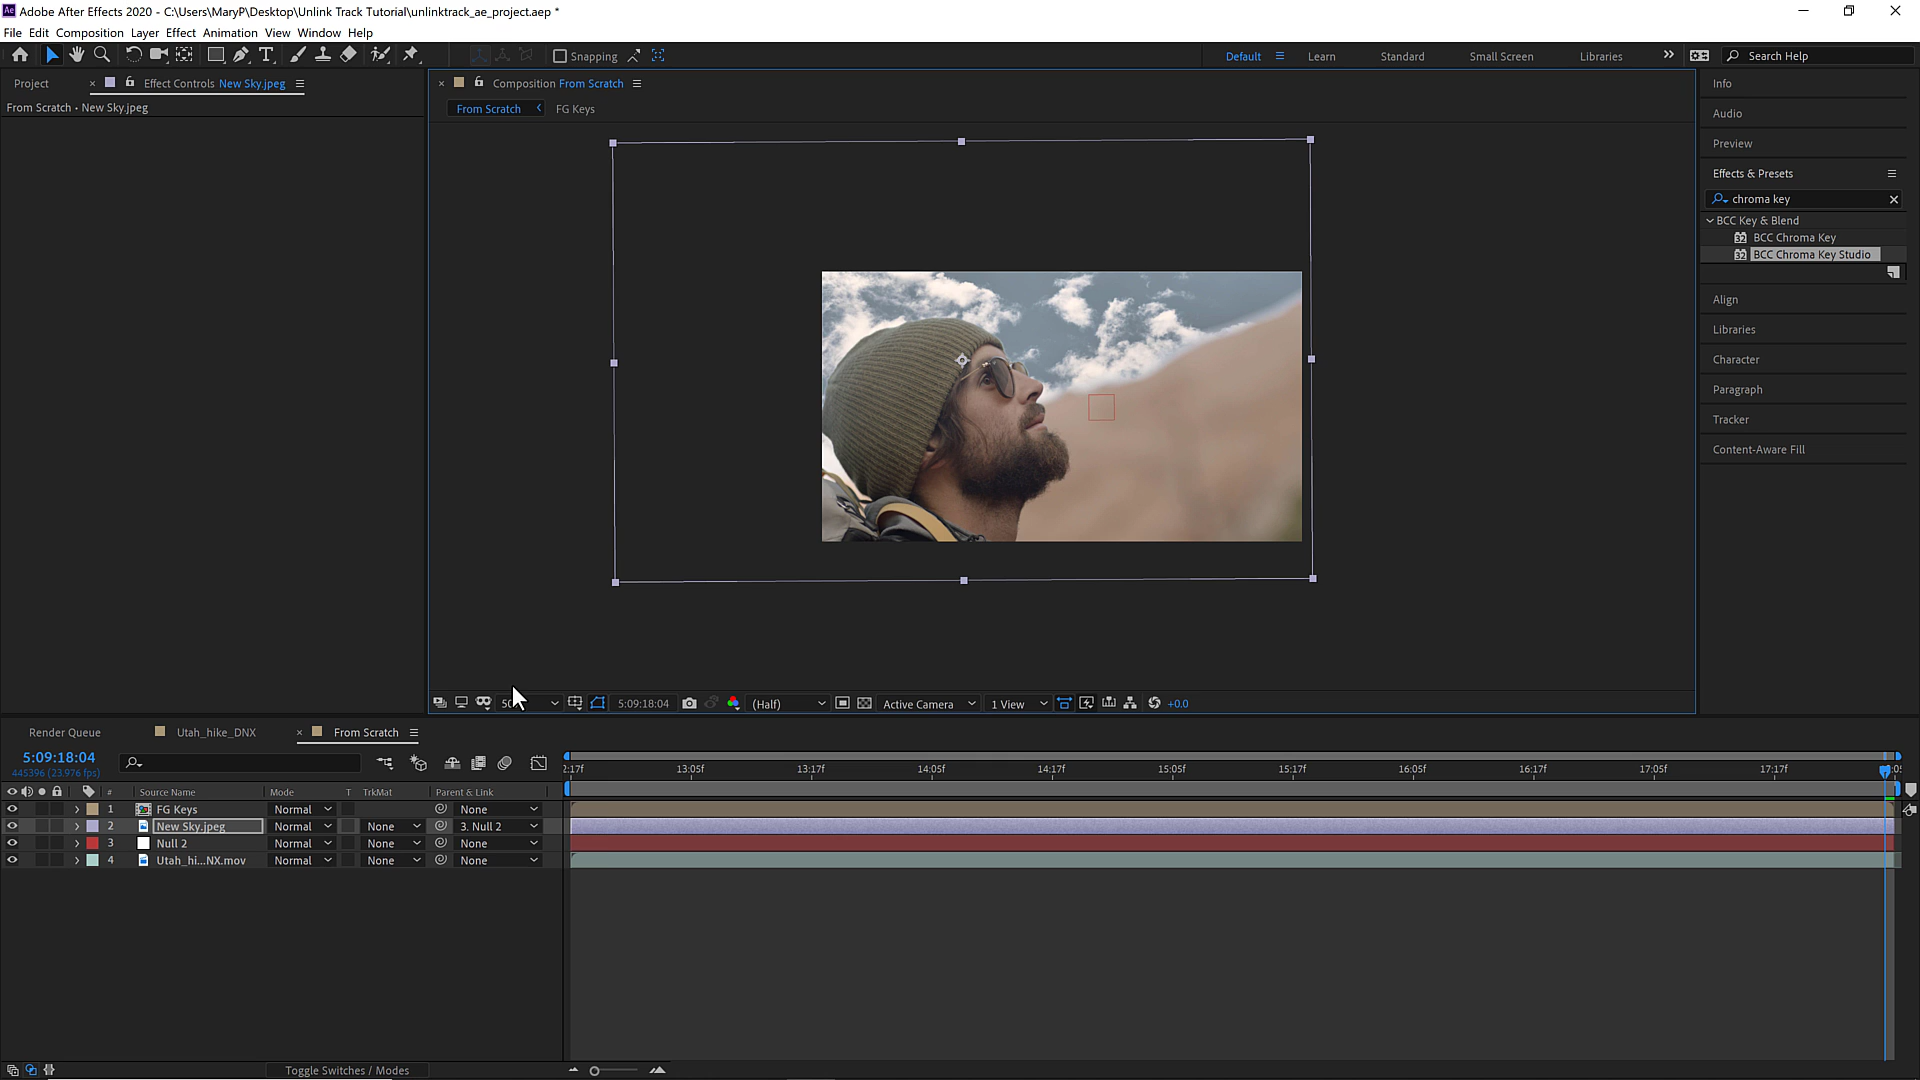 Ae Adobe After Effects 2020 - C:\Users\MaryP\Desktop\Unlink Track Tutorial\unlinktrack_ae_project.aep *
File Edit Composition Layer Effect Animation View Window Help
Snapping
Default Learn Standard Small Screen Libraries Search Help
Project Effect Controls New Sky.jpeg
Composition From Scratch
Info
From Scratch • New Sky.jpeg
From Scratch FG Keys
Audio
Preview
Effects & Presets
chroma key
BCC Key & Blend
32 BCC Chroma Key
32 BCC Chroma Key Studio
Align
Libraries
Character
Paragraph
Tracker
Content-Aware Fill
5:09:18:04 (Half) Active Camera 1 View +0.0
Render Queue Utah_hike_DNX From Scratch
5:09:18:04
445396 (23.976 fps)
2:17f 13:05f 13:17f 14:05f 14:17f 15:05f 15:17f 16:05f 16:17f 17:05f 17:17f
# Source Name Mode T TrkMat Parent & Link
1 FG Keys Normal None
2 New Sky.jpeg Normal None 3. Null 2
3 Null 2 Normal None None
4 Utah_hi...NX.mov Normal None None
Toggle Switches / Modes